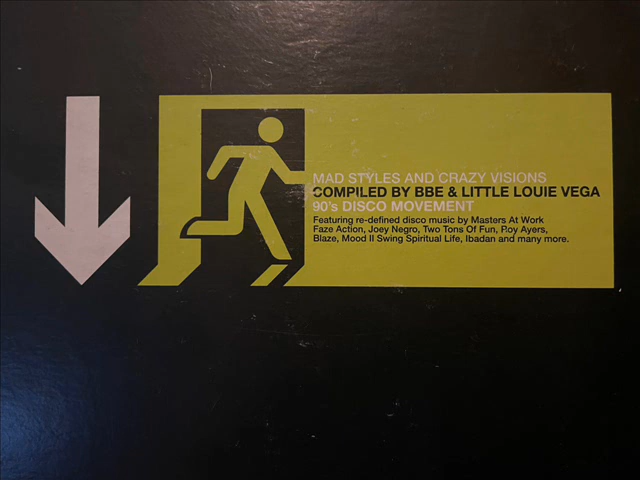 MAD STYLES AND CRAZY VISIONS
COMPILED BY BBE & LITTLE LOUIE VEGA
90's DISCO MOVEMENT
Featuring re-defined disco music by Masters At Work
Faze Action, Joey Negro, Two Tons Of Fun, Roy Ayers,
Blaze, Mood II Swing Spiritual Life, Ibadan and many more.